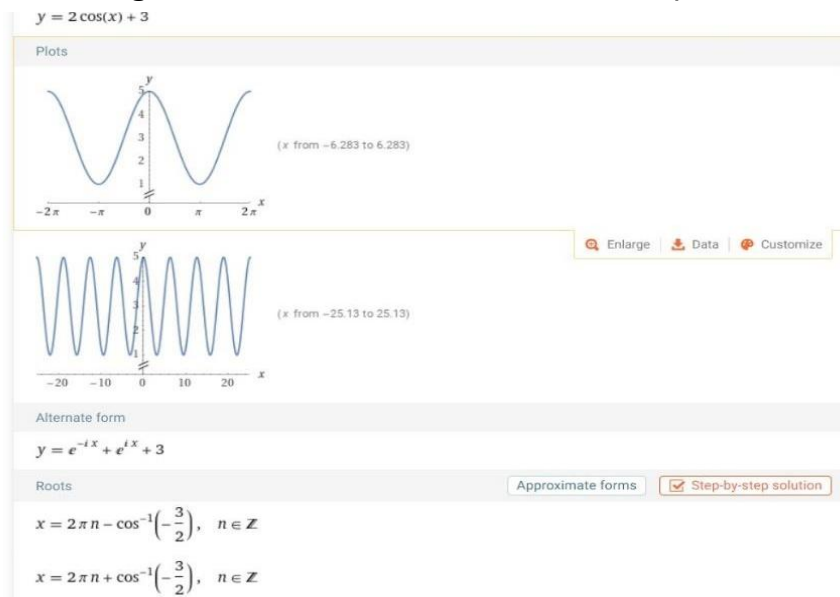 y = 2 cos(x) + 3
Plots
y
5
4
3
2
1
x
−2π −π 0 π 2π
(x from −6.283 to 6.283)
Enlarge | Data | Customize
y
5
4
3
2
1
x
−20 −10 0 10 20
(x from −25.13 to 25.13)
Alternate form
y = e^(−i x) + e^(i x) + 3
Roots
Approximate forms
Step-by-step solution
x = 2 π n − cos⁻¹(−3/2), n ∈ ℤ
x = 2 π n + cos⁻¹(−3/2), n ∈ ℤ